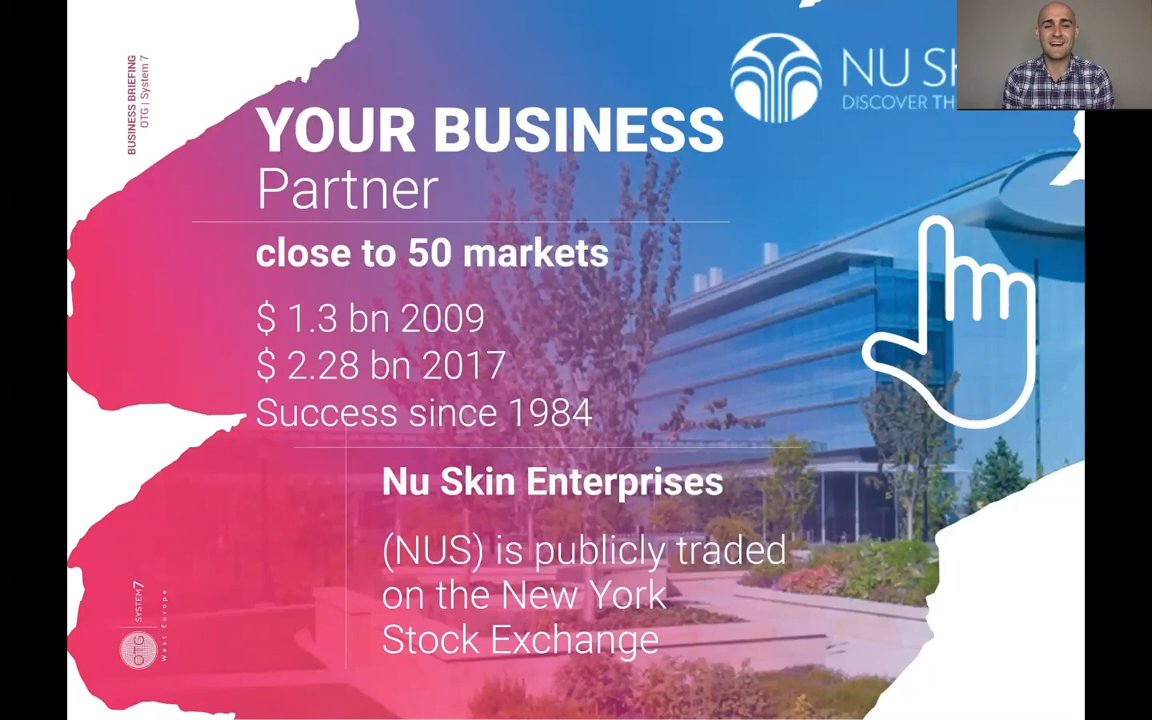 BUSINESS BRIEFING
OTG | System 7
NU SK
DISCOVER TH
YOUR BUSINESS
Partner
close to 50 markets
$ 1.3 bn 2009
$ 2.28 bn 2017
Success since 1984
Nu Skin Enterprises
(NUS) is publicly traded
on the New York
Stock Exchange
OTG | SYSTEM7
West Europe